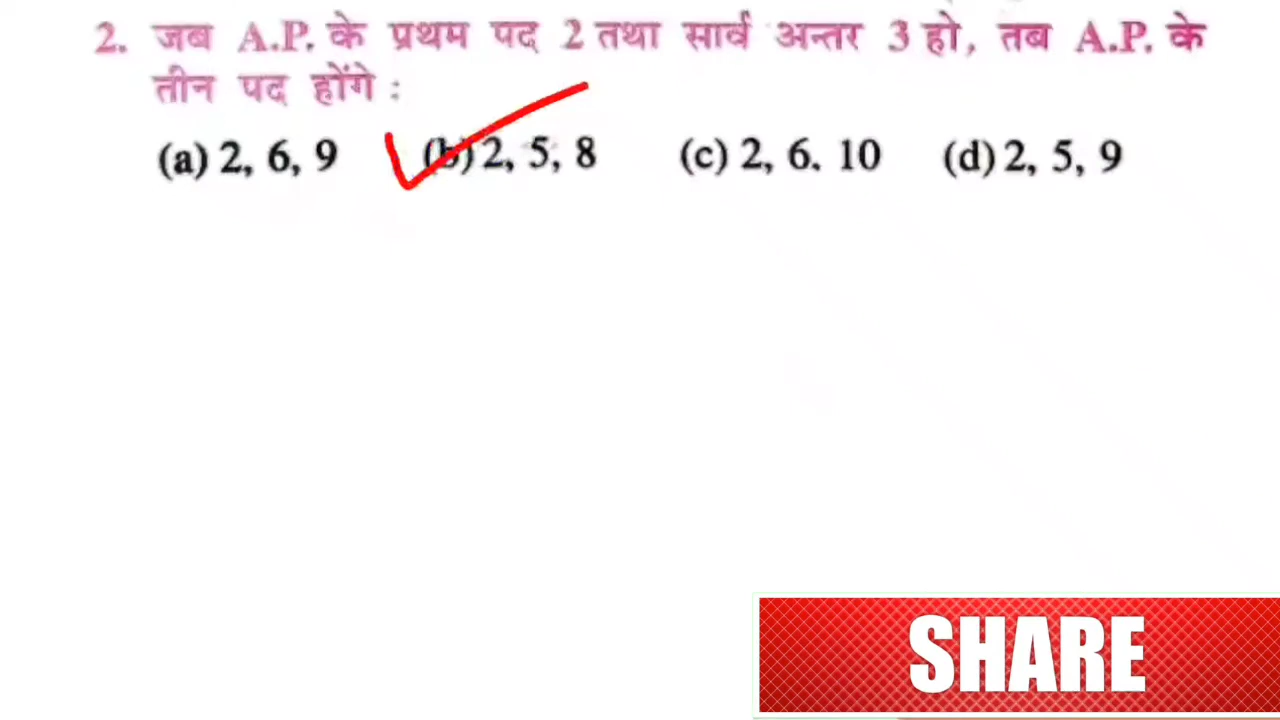 2. जब A.P. के प्रथम पद 2 तथा सार्व अन्तर 3 हो, तब A.P. के
तीन पद होंगे :
(a) 2, 6, 9 (b) 2, 5, 8 (c) 2, 6. 10 (d) 2, 5, 9
SHARE